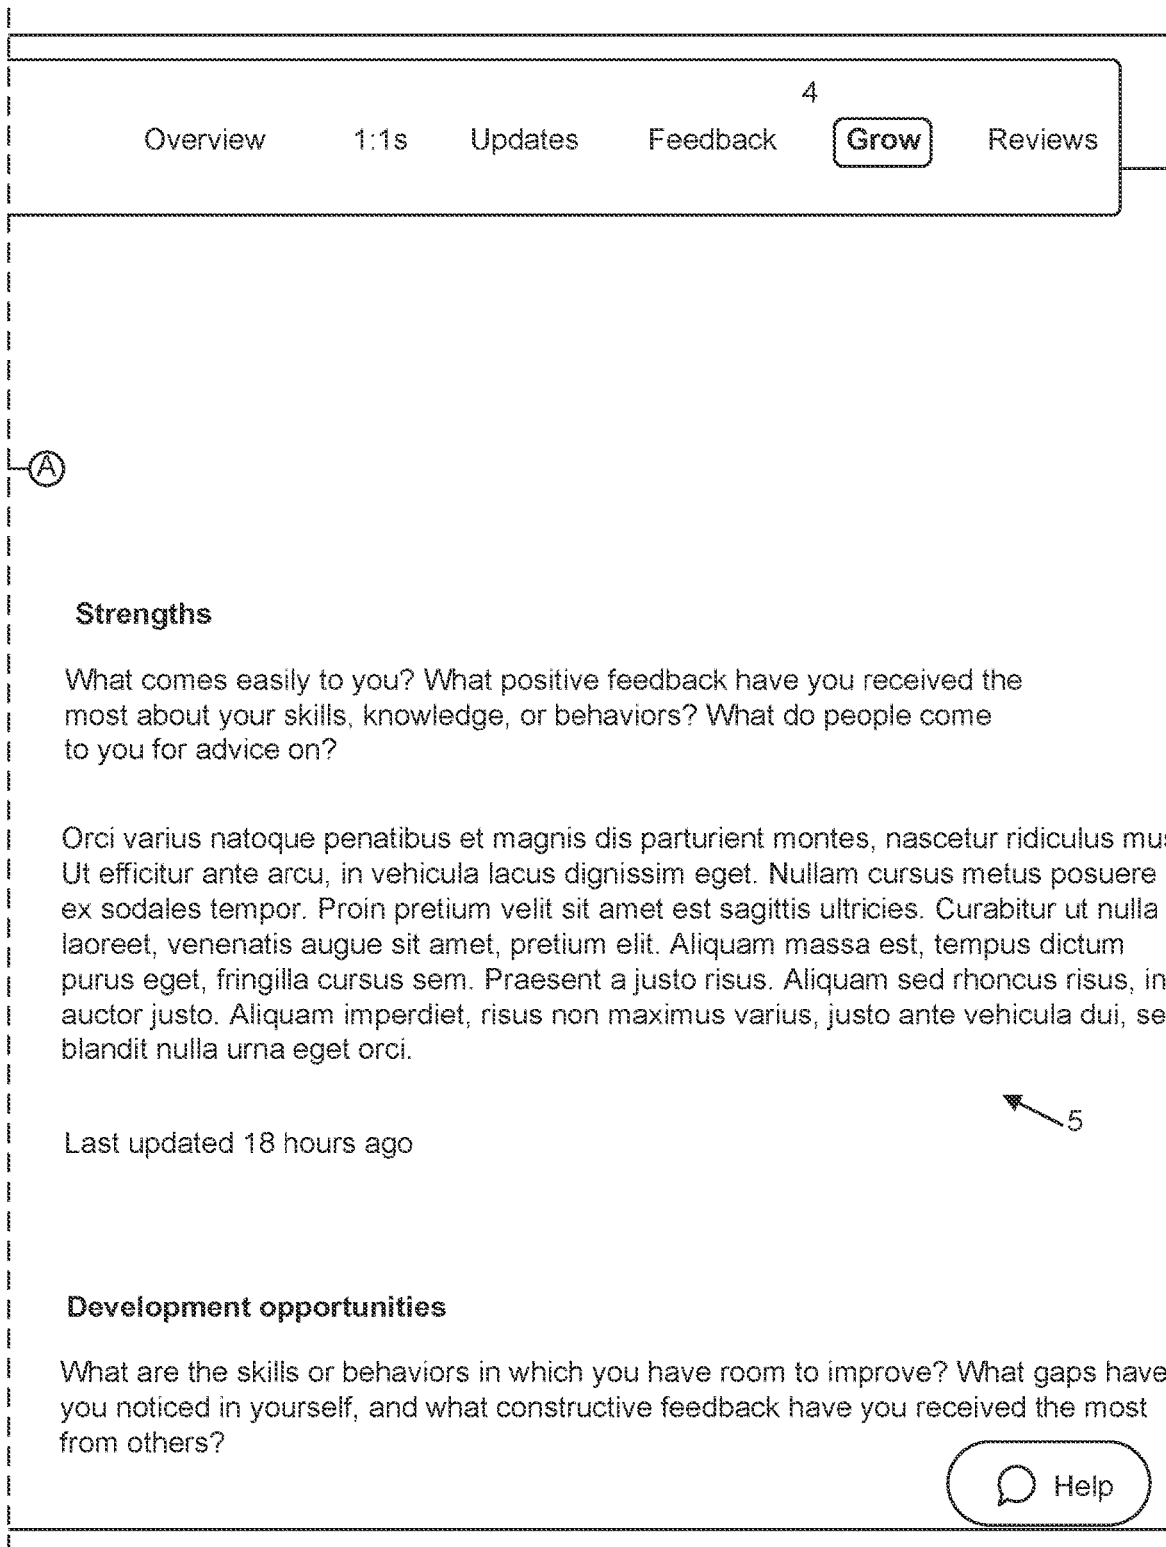 4
Overview 1:1s Updates Feedback Grow Reviews
A
Strengths
What comes easily to you? What positive feedback have you received the
most about your skills, knowledge, or behaviors? What do people come
to you for advice on?
Orci varius natoque penatibus et magnis dis parturient montes, nascetur ridiculus mus
Ut efficitur ante arcu, in vehicula lacus dignissim eget. Nullam cursus metus posuere
ex sodales tempor. Proin pretium velit sit amet est sagittis ultricies. Curabitur ut nulla
laoreet, venenatis augue sit amet, pretium elit. Aliquam massa est, tempus dictum
purus eget, fringilla cursus sem. Praesent a justo risus. Aliquam sed rhoncus risus, in
auctor justo. Aliquam imperdiet, risus non maximus varius, justo ante vehicula dui, se
blandit nulla urna eget orci.
5
Last updated 18 hours ago
Development opportunities
What are the skills or behaviors in which you have room to improve? What gaps have
you noticed in yourself, and what constructive feedback have you received the most
from others?
Help